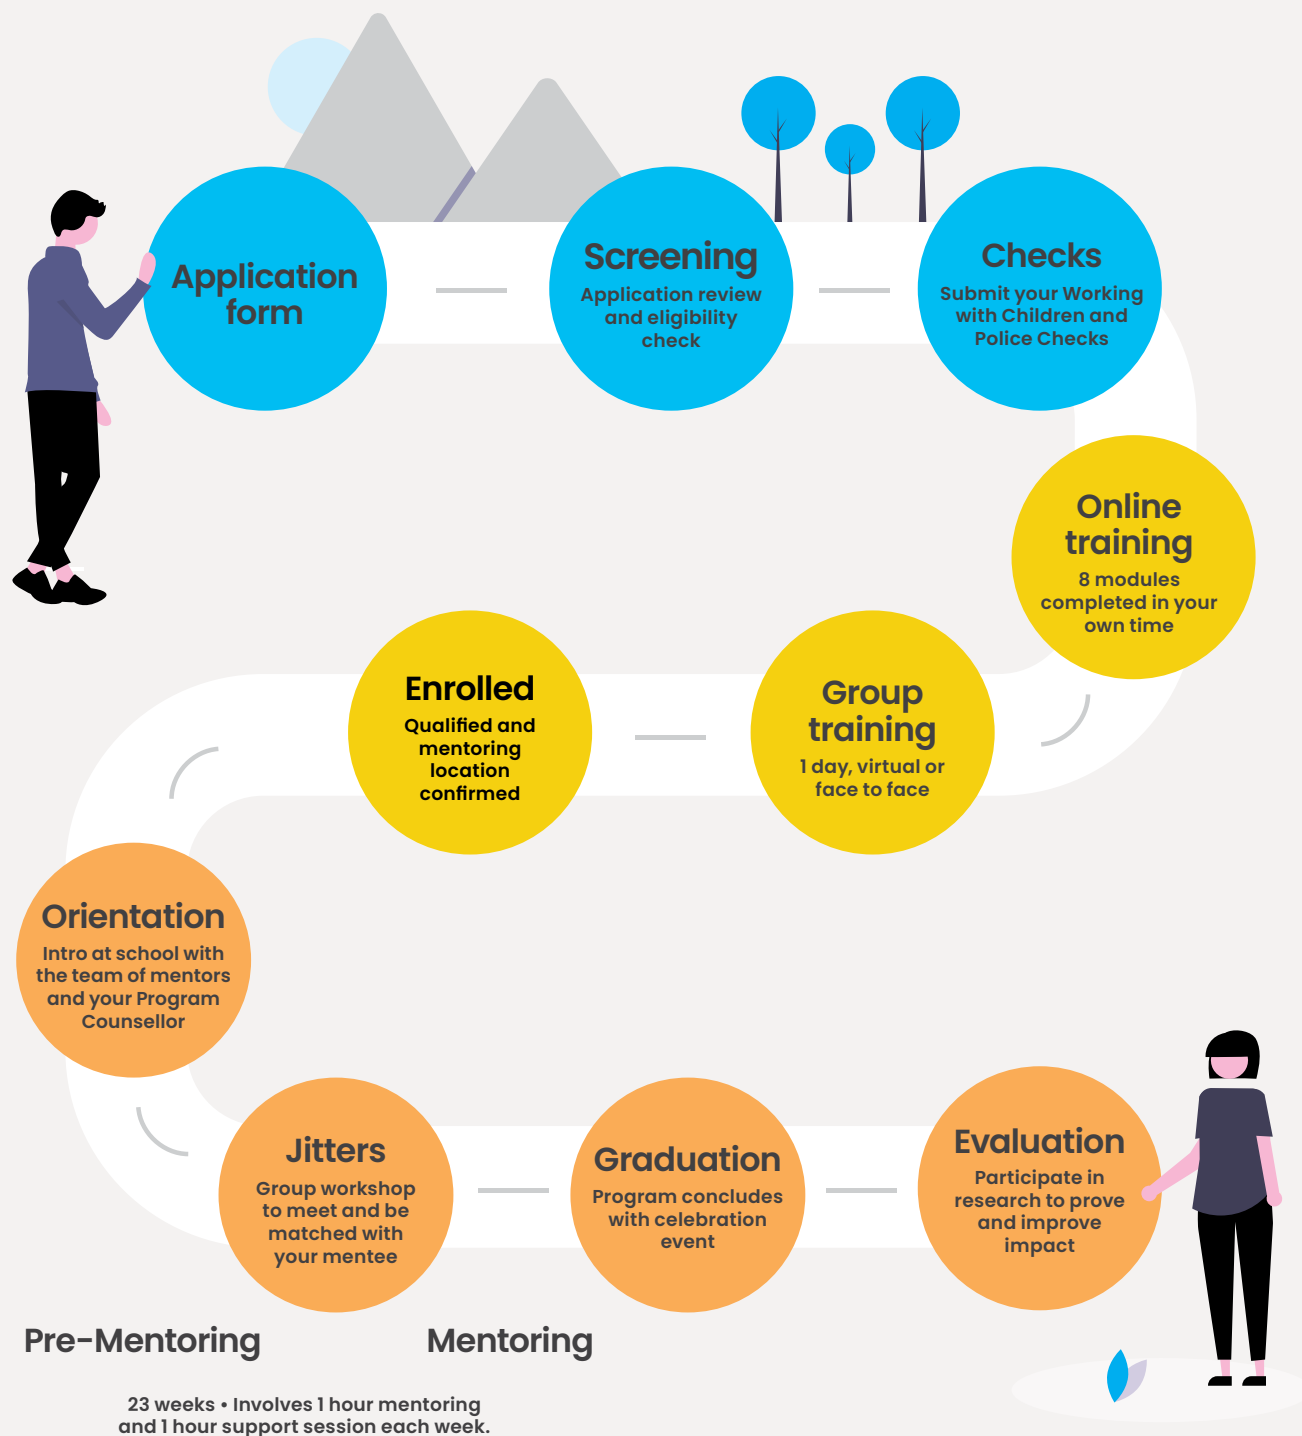 Application
form
Screening
Application review
and eligibility
check
Checks
Submit your Working
with Children and
Police Checks
Online
training
8 modules
completed in your
own time
Group
training
1 day, virtual or
face to face
Enrolled
Qualified and
mentoring
location
confirmed
Orientation
Intro at school with
the team of mentors
and your Program
Counsellor
Jitters
Group workshop
to meet and be
matched with
your mentee
Graduation
Program concludes
with celebration
event
Evaluation
Participate in
research to prove
and improve
impact
Pre-Mentoring
Mentoring
23 weeks • Involves 1 hour mentoring
and 1 hour support session each week.